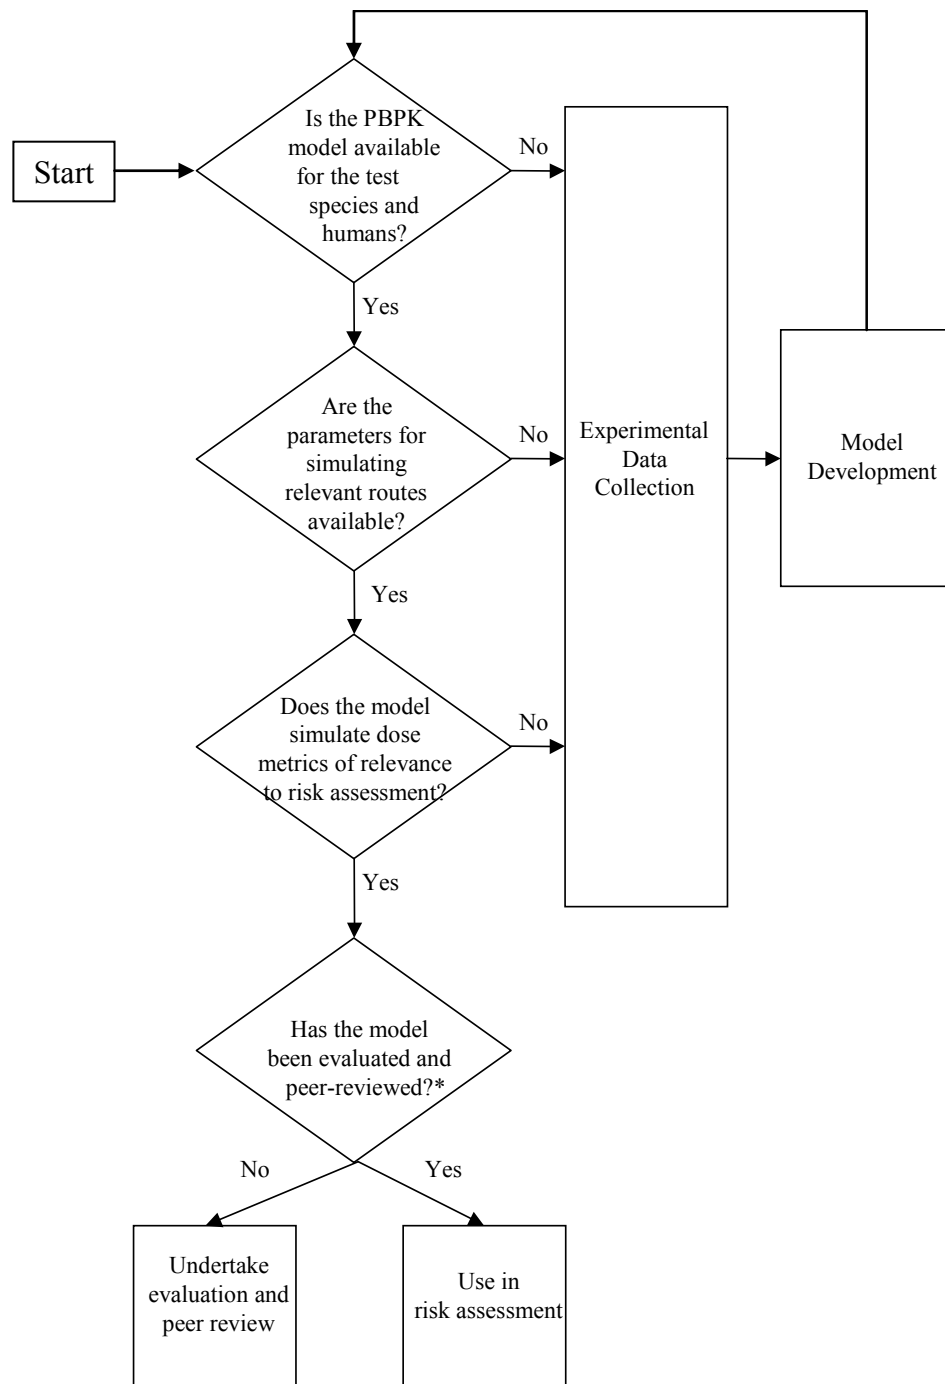 Start
Is the PBPK
model available
for the test
species and
humans?
No
Yes
Are the
parameters for
simulating
relevant routes
available?
No
Experimental
Data
Collection
Model
Development
Yes
Does the model
simulate dose
metrics of relevance
to risk assessment?
No
Yes
Has the model
been evaluated and
peer-reviewed?*
No
Yes
Undertake
evaluation and
peer review
Use in
risk assessment